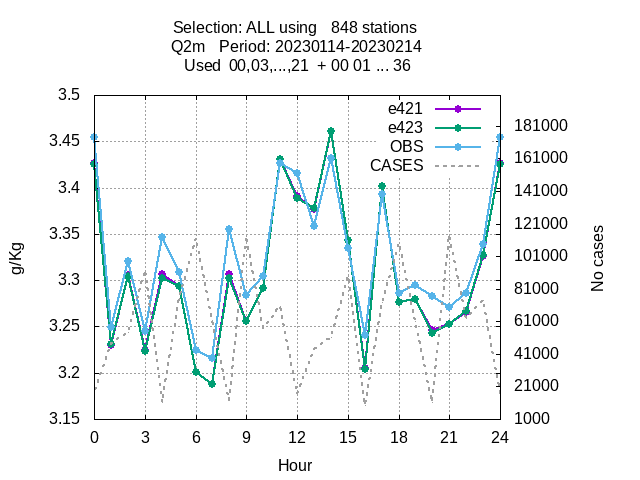 Selection: ALL using   848 stations
Q2m   Period: 20230114-20230214
Used  00,03,...,21  + 00 01 ... 36
e421
e423
OBS
CASES
g/Kg
3.5
3.45
3.4
3.35
3.3
3.25
3.2
3.15
181000
161000
141000
121000
101000
81000
61000
41000
21000
1000
No cases
0 3 6 9 12 15 18 21 24
Hour